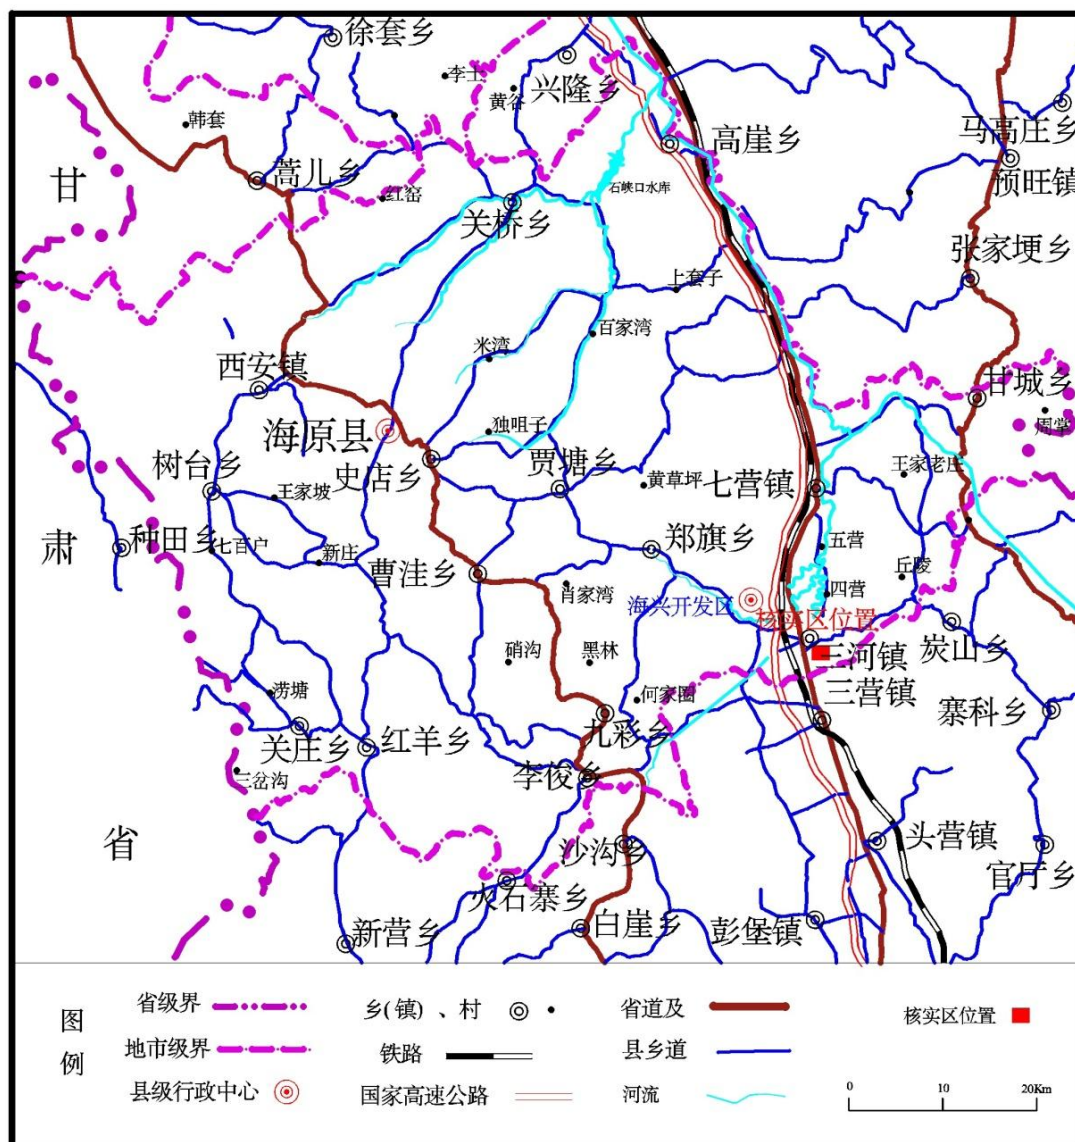 徐套乡
李士
黄谷
兴隆乡
韩套
高崖乡
马高庄乡
预旺镇
甘
蒿儿乡
红窑
石峡口水库
关桥乡
张家埂乡
上套子
百家湾
米湾
西安镇
甘城乡
周堂
海原县
独咀子
树台乡
史店乡
贾塘乡
王家老庄
王家坡
黄草坪
七营镇
肃
种田乡
七百户
新庄
郑旗乡
五营
曹洼乡
丘陵
肖家湾
海兴开发区
四营
核实区位置
硝沟
黑林
三河镇
炭山乡
涝塘
何家圈
三营镇
寨科乡
关庄乡
红羊乡
九彩乡
三岔沟
李俊乡
省
沙沟乡
头营镇
官厅乡
火石寨乡
新营乡
白崖乡
彭堡镇
图例
省级界
乡(镇) 、村
省道及
核实区位置
地市级界
铁路
县乡道
县级行政中心
国家高速公路
河流
0 10 20Km